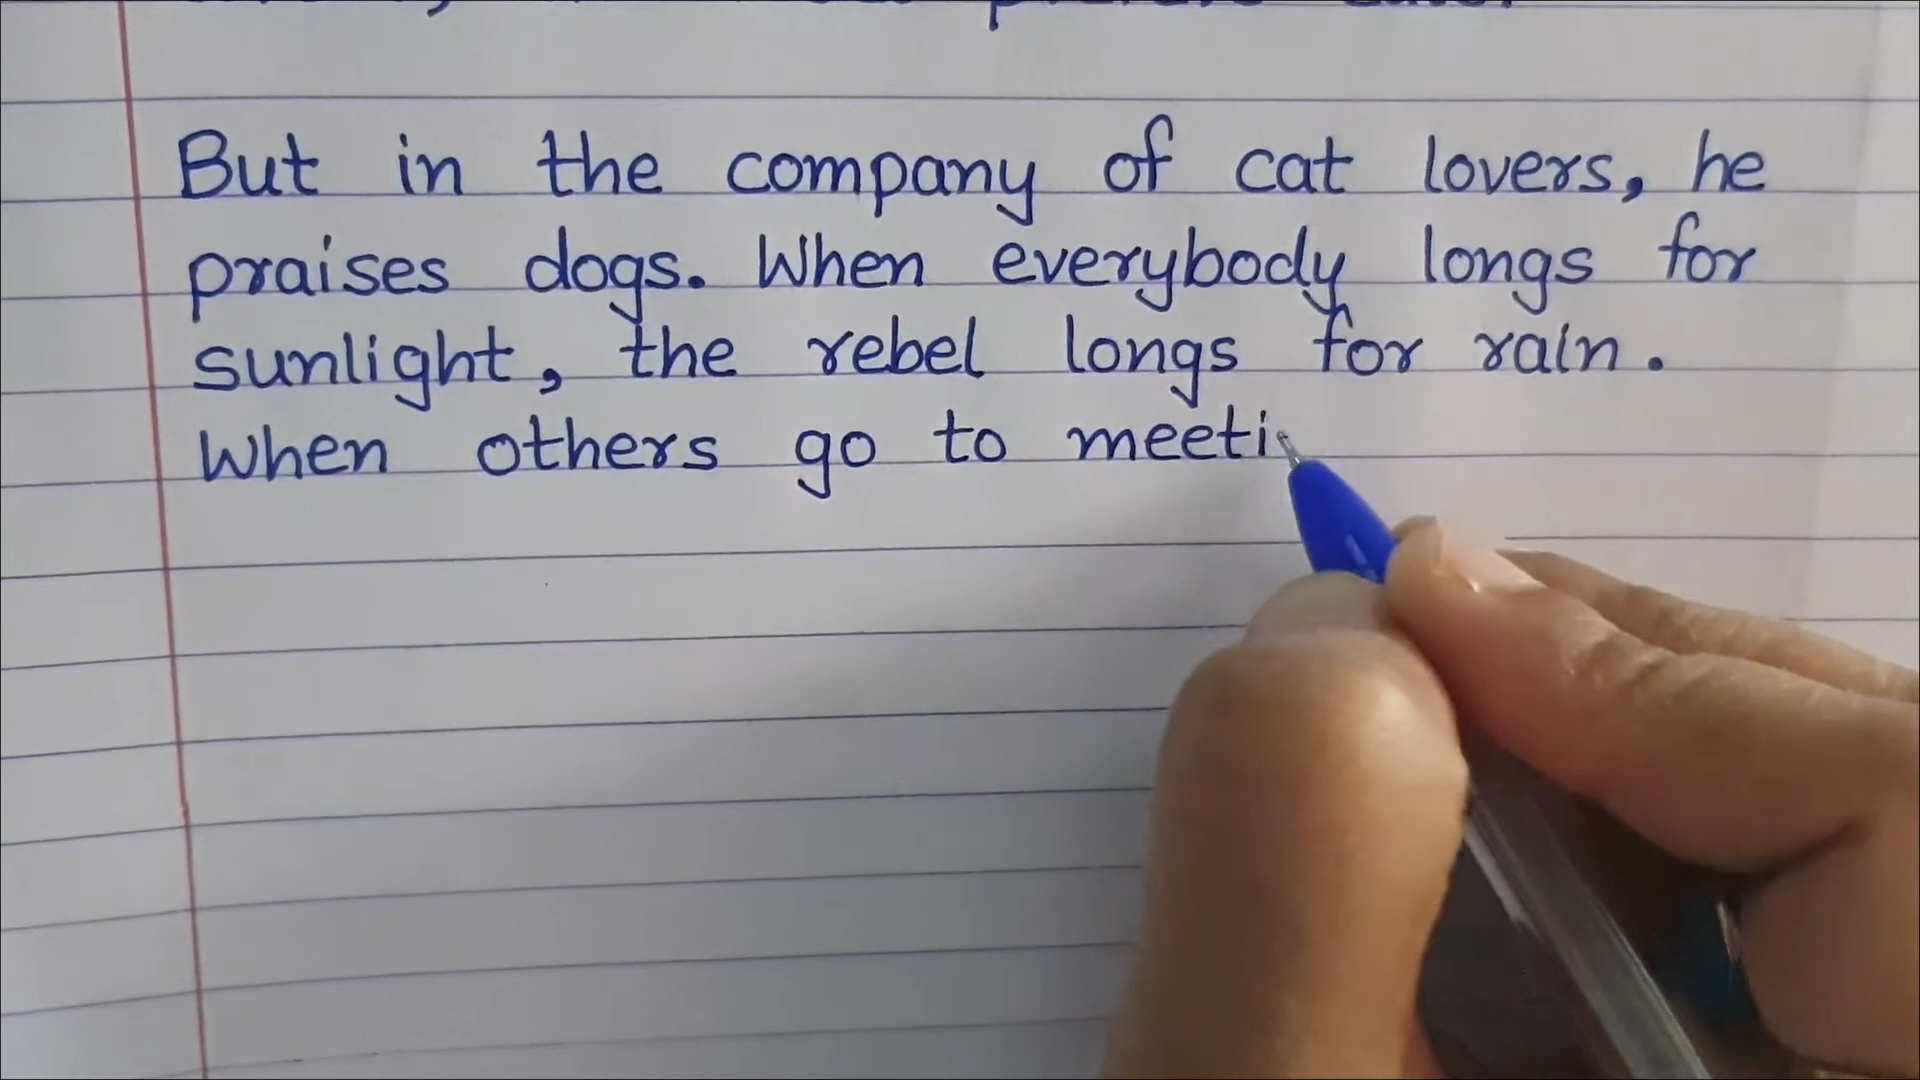 But in the company of cat lovers, he
praises dogs. When everybody longs for
sunlight, the rebel longs for rain.
When others go to meeti